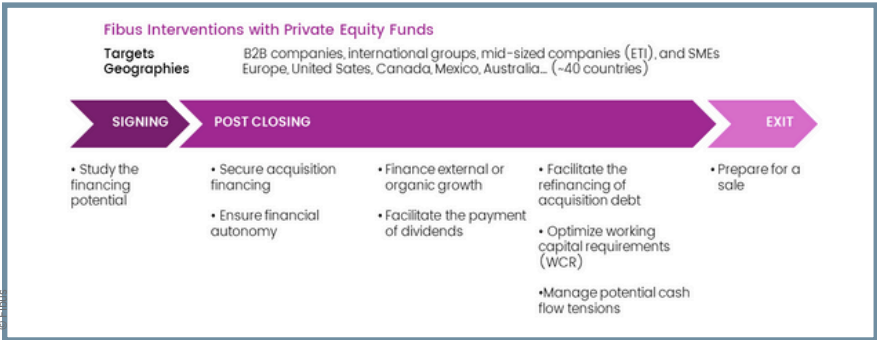 Fibus Interventions with Private Equity Funds
Targets B2B companies, international groups, mid-sized companies (ETI), and SMEs
Geographies Europe, United Sates, Canada, Mexico, Australia... (~40 countries)
SIGNING POST CLOSING EXIT
• Study the
financing
potential
• Secure acquisition
financing
• Ensure financial
autonomy
• Finance external or
organic growth
• Facilitate the payment
of dividends
• Facilitate the
refinancing of
acquisition debt
• Optimize working
capital requirements
(WCR)
•Manage potential cash
flow tensions
• Prepare for a
sale